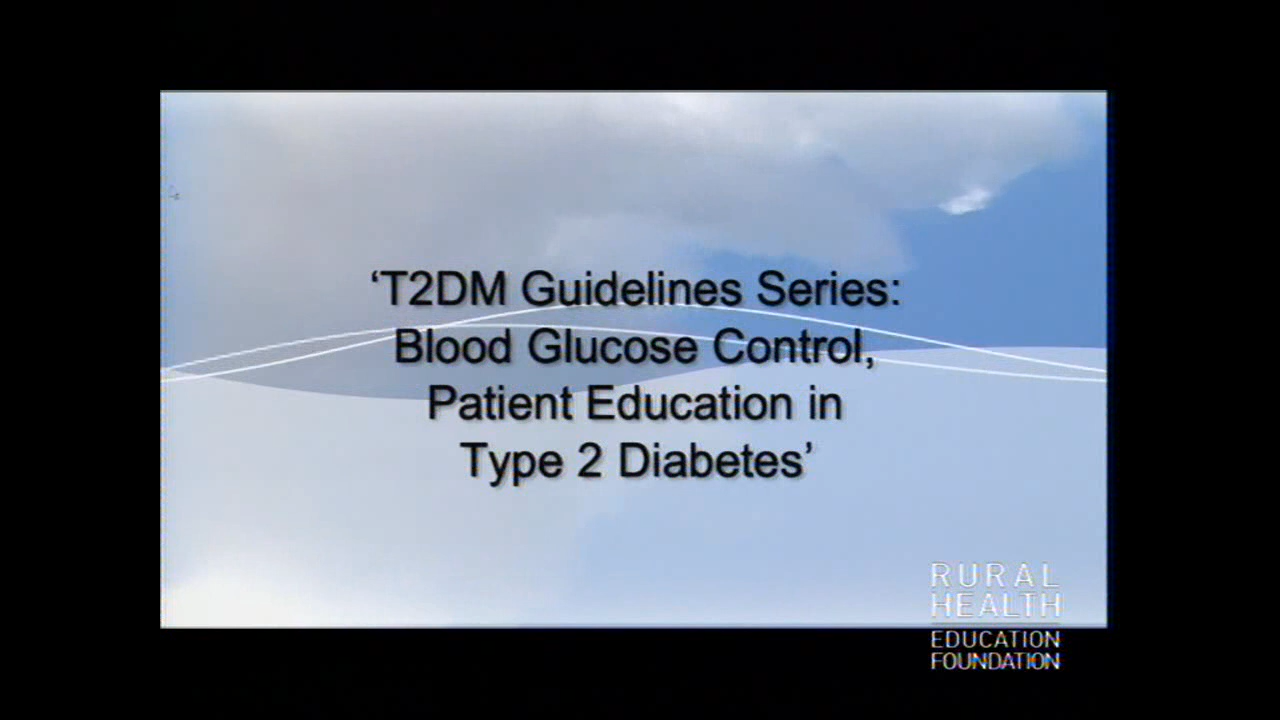 ‘T2DM Guidelines Series:
Blood Glucose Control,
Patient Education in
Type 2 Diabetes’
RURAL
HEALTH
EDUCATION
FOUNDATION